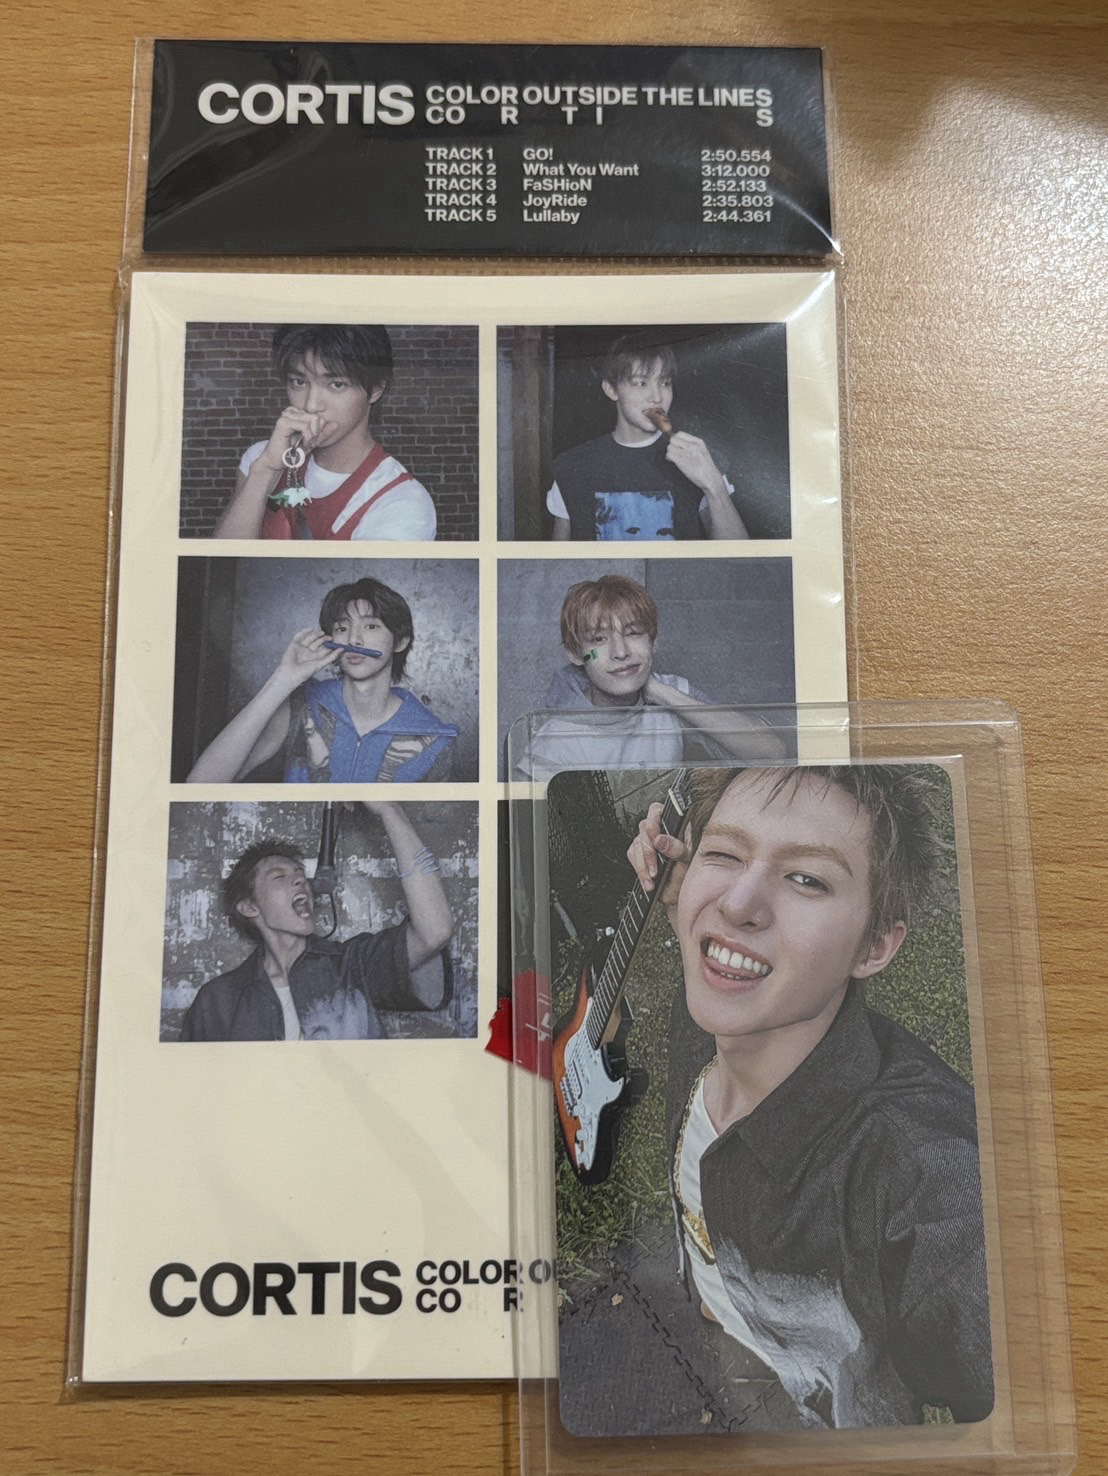 CORTIS COLOR OUTSIDE THE LINES
CO R T I S
TRACK 1 GO! 2:50.554
TRACK 2 What You Want 3:12.000
TRACK 3 FaSHioN 2:52.133
TRACK 4 JoyRide 2:35.803
TRACK 5 Lullaby 2:44.361
CORTIS COLOR
CO R